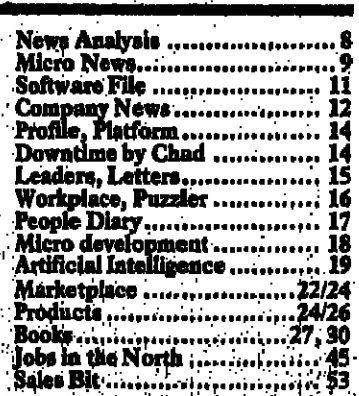 News Analysis .................... 8
Micro News....................... 9
Software File .................... 11
Company News .................. 12
Profile, Platform................. 14
Downtime by Chad .............. 14
Leaders, Letters.................. 15
Workplace, Puzzler .............. 16
People Diary...................... 17
Micro development .............. 18
Artificial Intelligence ............ 19
Marketplace .................. 22/24
Products ...................... 24/26
Books......................... 27, 30
Jobs in the North ................ 45
Sales Bit.......................... 53